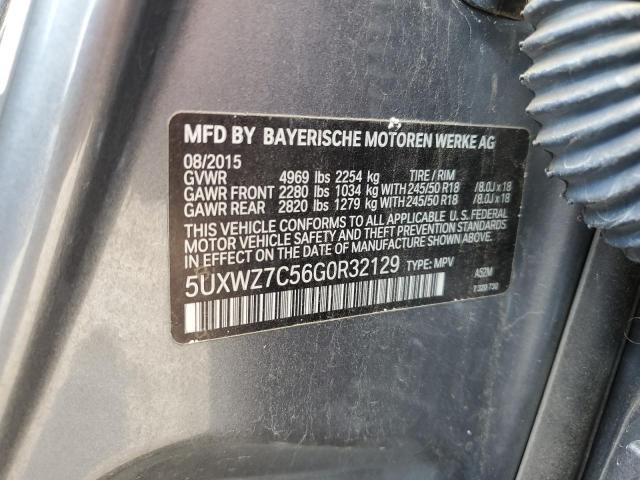 MFD BY BAYERISCHE MOTOREN WERKE AG
08/2015
GVWR 4969 lbs 2254 kg TIRE / RIM
GAWR FRONT 2280 lbs 1034 kg WITH 245/50 R18 /8.0J x 18
GAWR REAR 2820 lbs 1279 kg WITH 245/50 R18 /8.0J x 18
THIS VEHICLE CONFORMS TO ALL APPLICABLE U.S. FEDERAL
MOTOR VEHICLE SAFETY AND THEFT PREVENTION STANDARDS
IN EFFECT ON THE DATE OF MANUFACTURE SHOWN ABOVE.
5UXWZ7C56G0R32129 TYPE: MPV A52M